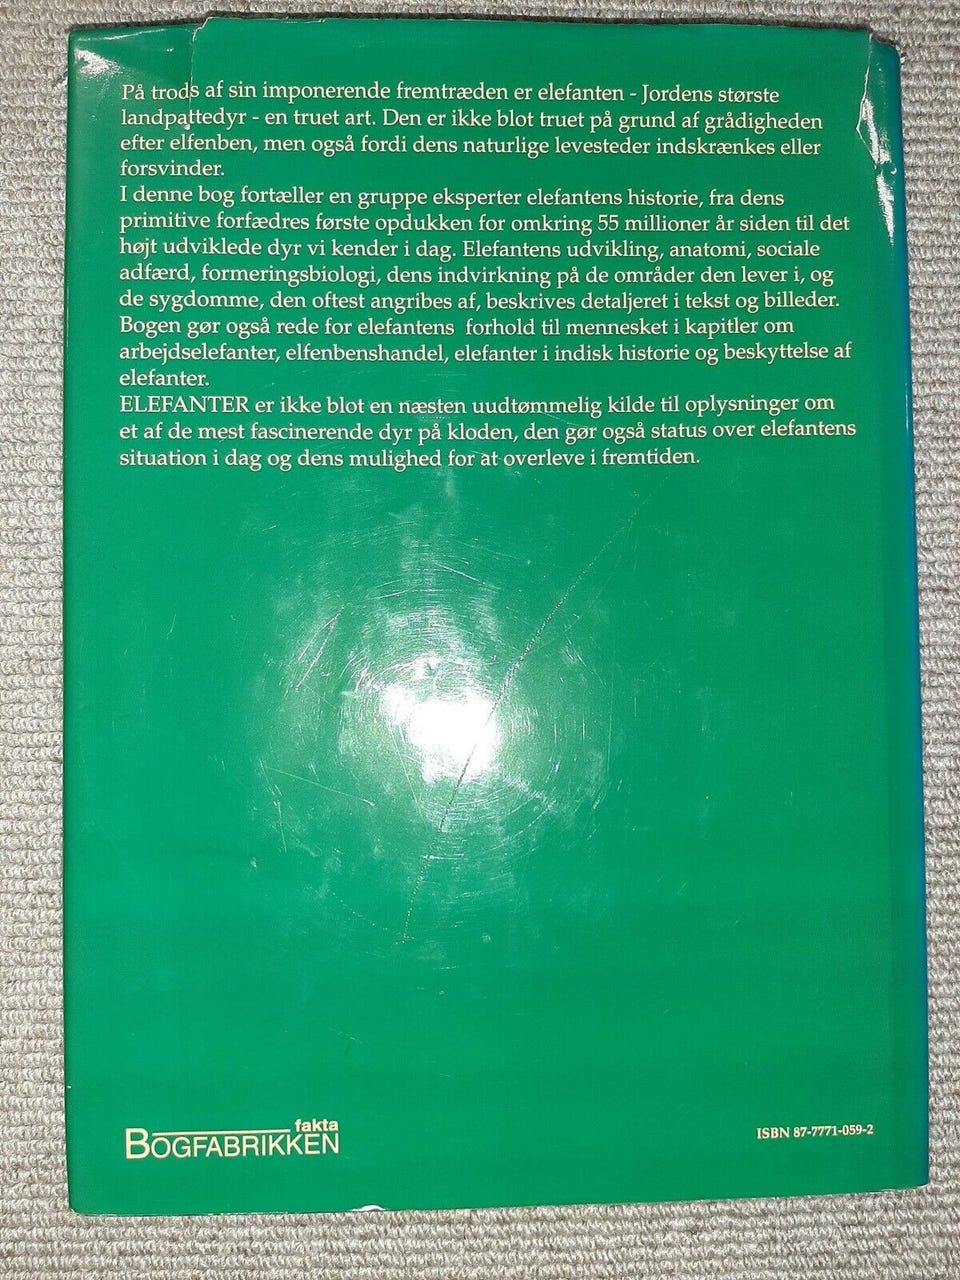 På trods af sin imponerende fremtræden er elefanten - Jordens største
landpattedyr - en truet art. Den er ikke blot truet på grund af grådigheden
efter elfenben, men også fordi dens naturlige levesteder indskrænkes eller
forsvinder.
I denne bog fortæller en gruppe eksperter elefantens historie, fra dens
primitive forfædres første opdukken for omkring 55 millioner år siden til det
højt udviklede dyr vi kender i dag. Elefantens udvikling, anatomi, sociale
adfærd, formeringsbiologi, dens indvirkning på de områder den lever i, og
de sygdomme, den oftest angribes af, beskrives detaljeret i tekst og billeder.
Bogen gør også rede for elefantens forhold til mennesket i kapitler om
arbejdselefanter, elfenbenshandel, elefanter i indisk historie og beskyttelse af
elefanter.
ELEFANTER er ikke blot en næsten uudtømmelig kilde til oplysninger om
et af de mest fascinerende dyr på kloden, den gør også status over elefantens
situation i dag og dens mulighed for at overleve i fremtiden.
fakta
BOGFABRIKKEN
ISBN 87-7771-059-2